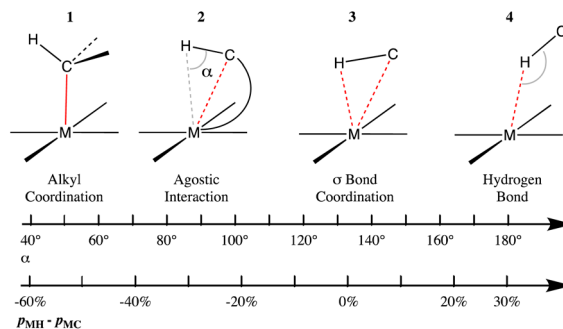 1 2 3 4
H C M
H C α M
H C M
H C M
Alkyl Coordination
Agostic Interaction
σ Bond Coordination
Hydrogen Bond
40° 60° 80° 100° 120° 140° 160° 180°
α
-60% -40% -20% 0% 20% 30%
pMH - pMC